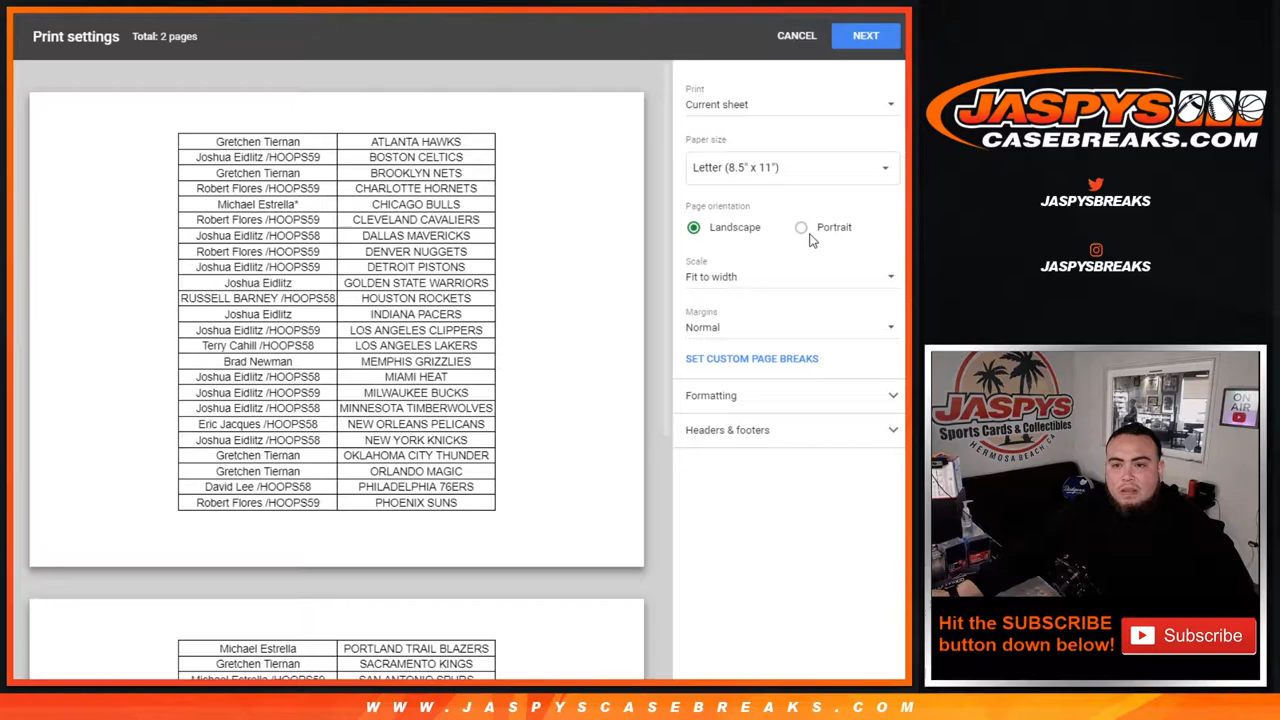 Print settings Total: 2 pages
CANCEL NEXT
Gretchen Tiernan ATLANTA HAWKS
Joshua Eidlitz /HOOPS59 BOSTON CELTICS
Gretchen Tiernan BROOKLYN NETS
Robert Flores /HOOPS59 CHARLOTTE HORNETS
Michael Estrella* CHICAGO BULLS
Robert Flores /HOOPS59 CLEVELAND CAVALIERS
Joshua Eidlitz /HOOPS58 DALLAS MAVERICKS
Robert Flores /HOOPS59 DENVER NUGGETS
Joshua Eidlitz /HOOPS59 DETROIT PISTONS
Joshua Eidlitz GOLDEN STATE WARRIORS
RUSSELL BARNEY /HOOPS58 HOUSTON ROCKETS
Joshua Eidlitz INDIANA PACERS
Joshua Eidlitz /HOOPS59 LOS ANGELES CLIPPERS
Terry Cahill /HOOPS58 LOS ANGELES LAKERS
Brad Newman MEMPHIS GRIZZLIES
Joshua Eidlitz /HOOPS58 MIAMI HEAT
Joshua Eidlitz /HOOPS59 MILWAUKEE BUCKS
Joshua Eidlitz /HOOPS58 MINNESOTA TIMBERWOLVES
Eric Jacques /HOOPS58 NEW ORLEANS PELICANS
Joshua Eidlitz /HOOPS58 NEW YORK KNICKS
Gretchen Tiernan OKLAHOMA CITY THUNDER
Gretchen Tiernan ORLANDO MAGIC
David Lee /HOOPS58 PHILADELPHIA 76ERS
Robert Flores /HOOPS59 PHOENIX SUNS
Michael Estrella PORTLAND TRAIL BLAZERS
Gretchen Tiernan SACRAMENTO KINGS
Michael Estrella /HOOPS59 SAN ANTONIO SPURS
Print
Current sheet
Paper size
Letter (8.5" x 11")
Page orientation
Landscape Portrait
Scale
Fit to width
Margins
Normal
SET CUSTOM PAGE BREAKS
Formatting
Headers & footers
JASPYS
CASEBREAKS.COM
JASPYSBREAKS
JASPYSBREAKS
JASPYS
Sports Cards & Collectibles
HERMOSA BEACH, CA
ON
AIR
Dodgers
Hit the SUBSCRIBE
button down below!
Subscribe
WWW.JASPYSCASEBREAKS.COM